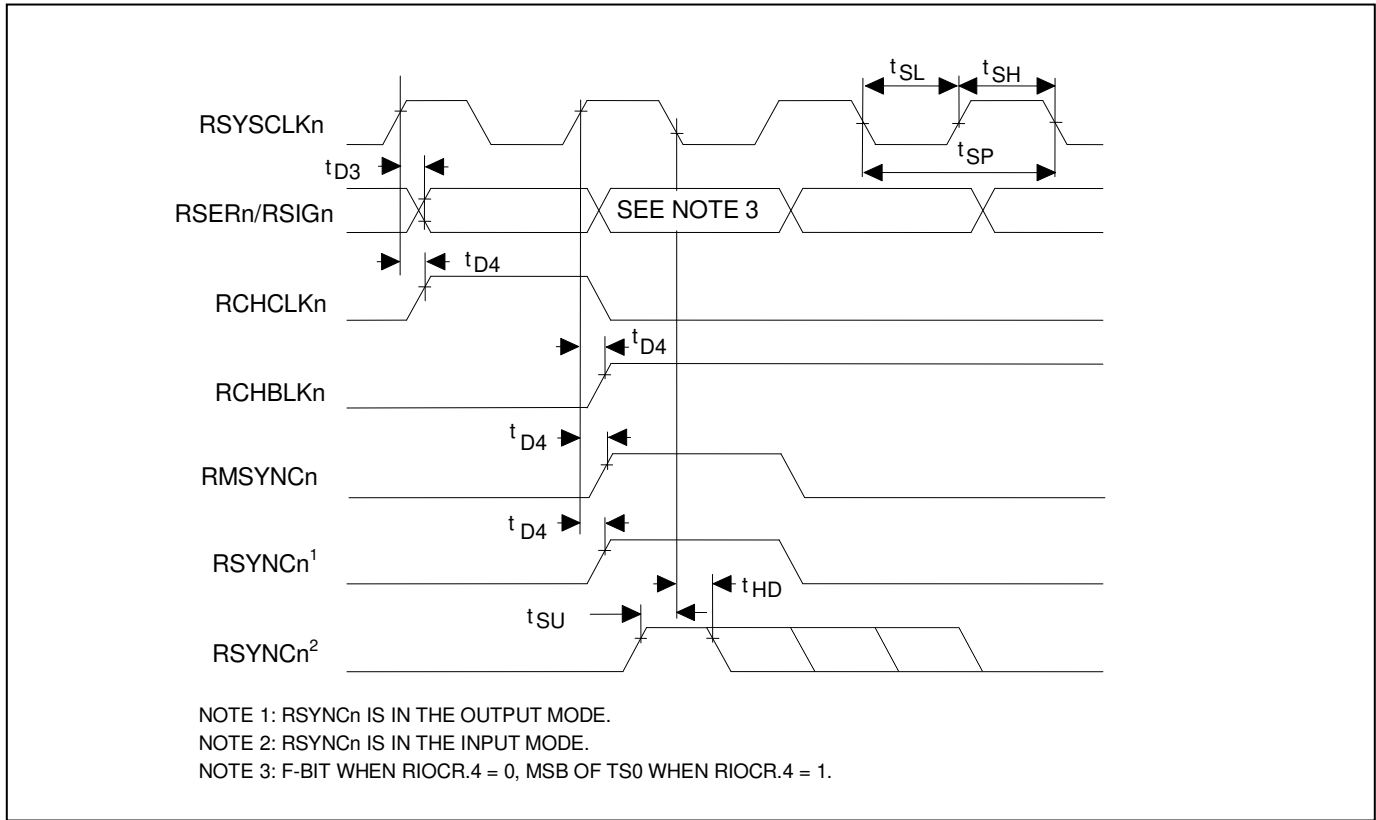 tSL tSH
RSYSCLKn
tSP
tD3
RSERn/RSIGn SEE NOTE 3
tD4
RCHCLKn
tD4
RCHBLKn
tD4
RMSYNCn
tD4
RSYNCn1
tHD
tSU
RSYNCn2
NOTE 1: RSYNCn IS IN THE OUTPUT MODE.
NOTE 2: RSYNCn IS IN THE INPUT MODE.
NOTE 3: F-BIT WHEN RIOCR.4 = 0, MSB OF TS0 WHEN RIOCR.4 = 1.